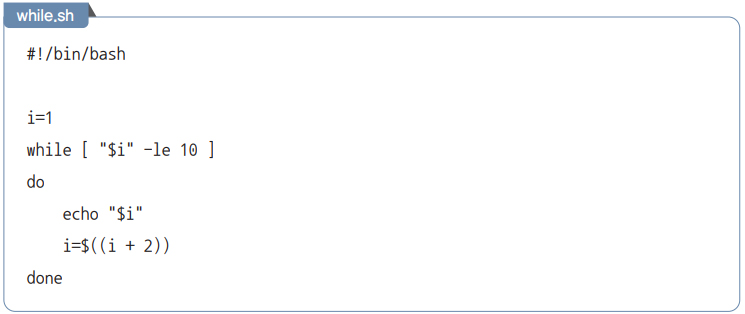 while.sh
#!/bin/bash
i=1
while [ "$i" -le 10 ]
do
    echo "$i"
    i=$((i + 2))
done